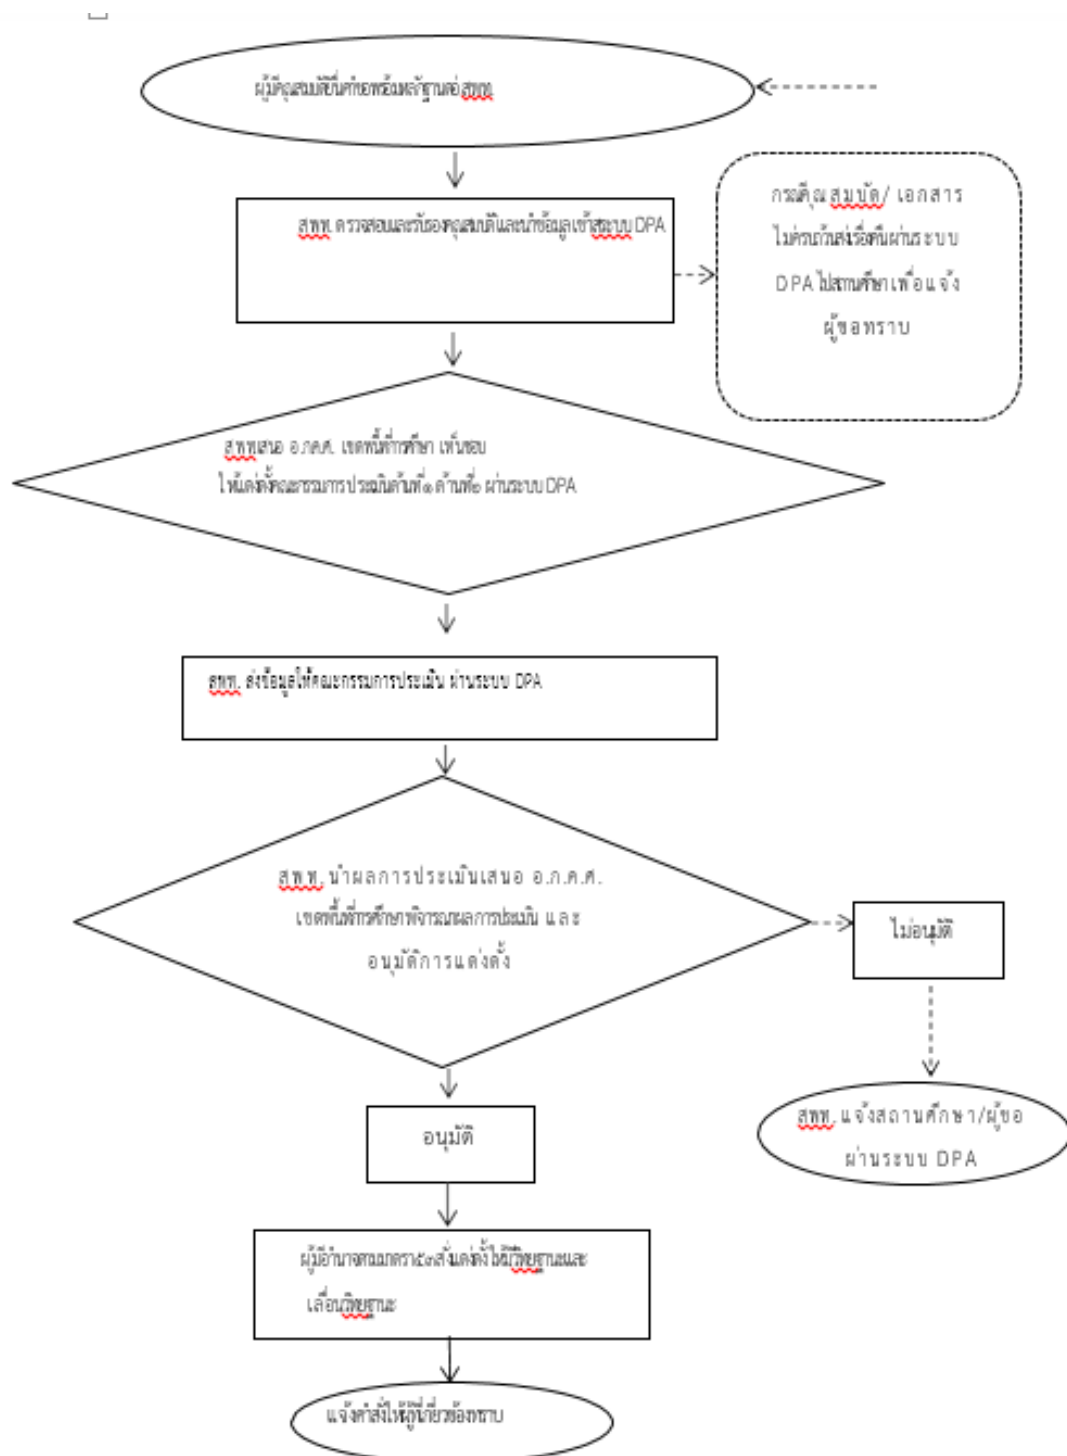 ผู้มีคุณสมบัติยื่นคำขอพร้อมหลักฐานต่อ สพท.
สพท. ตรวจสอบและรับรองคุณสมบัติและนำข้อมูลเข้าสู่ระบบ DPA
กรณีคุณสมบัติ/เอกสาร
ไม่ครบถ้วนส่งเรื่องคืนผ่านระบบ
DPA ไปสถานศึกษาเพื่อแจ้ง
ผู้ขอทราบ
สพท.เสนอ อ.ก.ค.ศ. เขตพื้นที่การศึกษา เห็นชอบ
ให้แต่งตั้งคณะกรรมการประเมินด้านที่๑ ด้านที่๒ ผ่านระบบ DPA
สพท. ส่งข้อมูลให้คณะกรรมการประเมิน ผ่านระบบ DPA
สพท. นำผลการประเมินเสนอ อ.ก.ค.ศ.
เขตพื้นที่การศึกษาพิจารณาผลการประเมิน และ
อนุมัติการแต่งตั้ง
ไม่อนุมัติ
อนุมัติ
สพท. แจ้งสถานศึกษา/ผู้ขอ
ผ่านระบบ DPA
ผู้มีอำนาจตามมาตรา๕๓สั่งแต่งตั้งให้มีวิทยฐานะและ
เลื่อนวิทยฐานะ
แจ้งคำสั่งให้ผู้ที่เกี่ยวข้องทราบ